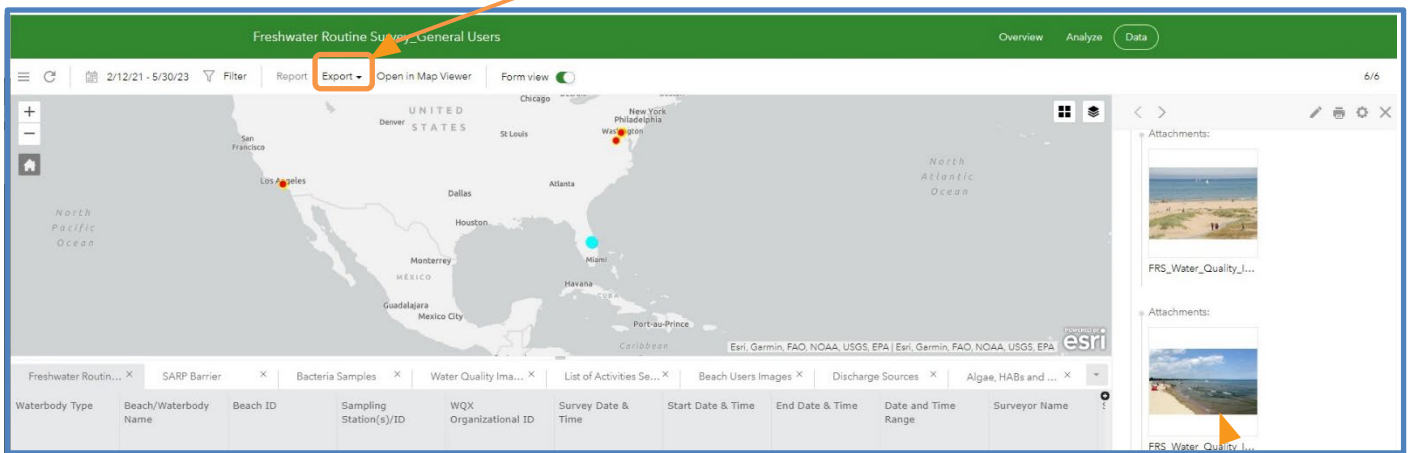 Freshwater Routine Survey_General Users
Overview Analyze Data
2/12/21 - 5/30/23 Filter Report Export Open in Map Viewer Form view 6/6
Chicago
UNITED STATES
Denver
St Louis
New York
Philadelphia
Washington
San Francisco
Los Angeles
Dallas
Atlanta
Houston
North Pacific Ocean
North Atlantic Ocean
Monterrey
Miami
MÉXICO
Havana
CUBA
Guadalajara
Mexico City
Port-au-Prince
Caribbean
Esri, Garmin, FAO, NOAA, USGS, EPA | Esri, Garmin, FAO, NOAA, USGS, EPA
POWERED BY
esri
Attachments:
FRS_Water_Quality_I...
Attachments:
FRS_Water_Quality_I...
Freshwater Routin... × SARP Barrier × Bacteria Samples × Water Quality Ima... × List of Activities Se... × Beach Users Images × Discharge Sources × Algae, HABs and ... ×
Waterbody Type
Beach/Waterbody Name
Beach ID
Sampling Station(s)/ID
WQX Organizational ID
Survey Date & Time
Start Date & Time
End Date & Time
Date and Time Range
Surveyor Name